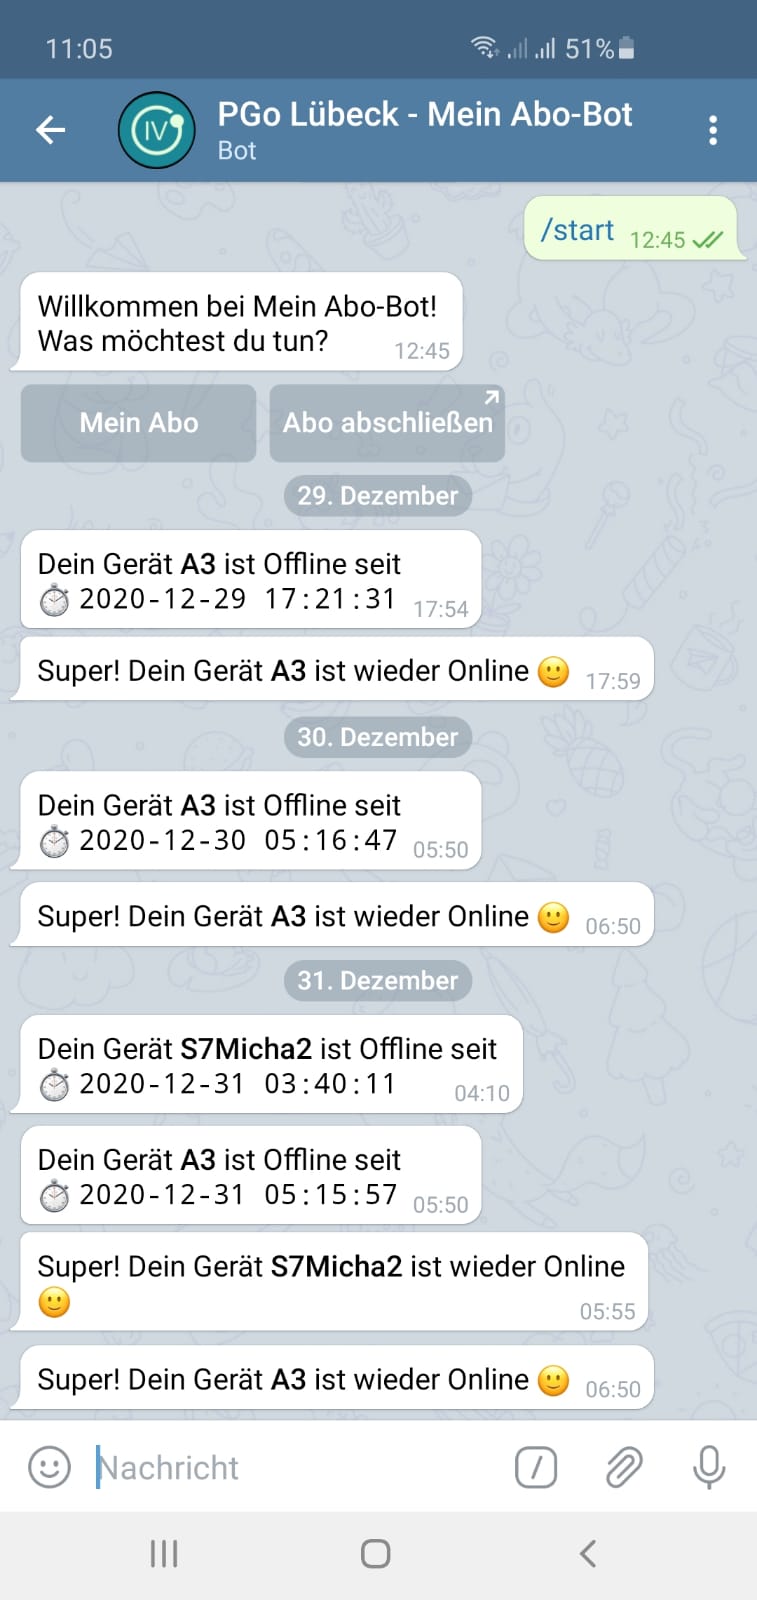 11:05
51%
IV
PGo Lübeck - Mein Abo-Bot
Bot
/start 12:45
Willkommen bei Mein Abo-Bot!
Was möchtest du tun? 12:45
Mein Abo
Abo abschließen
29. Dezember
Dein Gerät A3 ist Offline seit
⏱ 2020-12-29 17:21:31 17:54
Super! Dein Gerät A3 ist wieder Online 🙂 17:59
30. Dezember
Dein Gerät A3 ist Offline seit
⏱ 2020-12-30 05:16:47 05:50
Super! Dein Gerät A3 ist wieder Online 🙂 06:50
31. Dezember
Dein Gerät S7Micha2 ist Offline seit
⏱ 2020-12-31 03:40:11 04:10
Dein Gerät A3 ist Offline seit
⏱ 2020-12-31 05:15:57 05:50
Super! Dein Gerät S7Micha2 ist wieder Online
🙂 05:55
Super! Dein Gerät A3 ist wieder Online 🙂 06:50
Nachricht